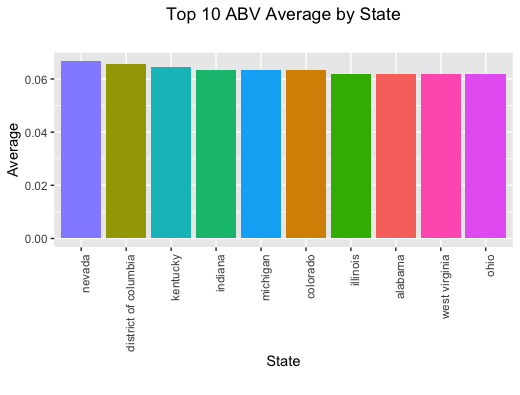 Top 10 ABV Average by State
Average
0.06
0.04
0.02
0.00
nevada
district of columbia
kentucky
indiana
michigan
colorado
illinois
alabama
west virginia
ohio
State